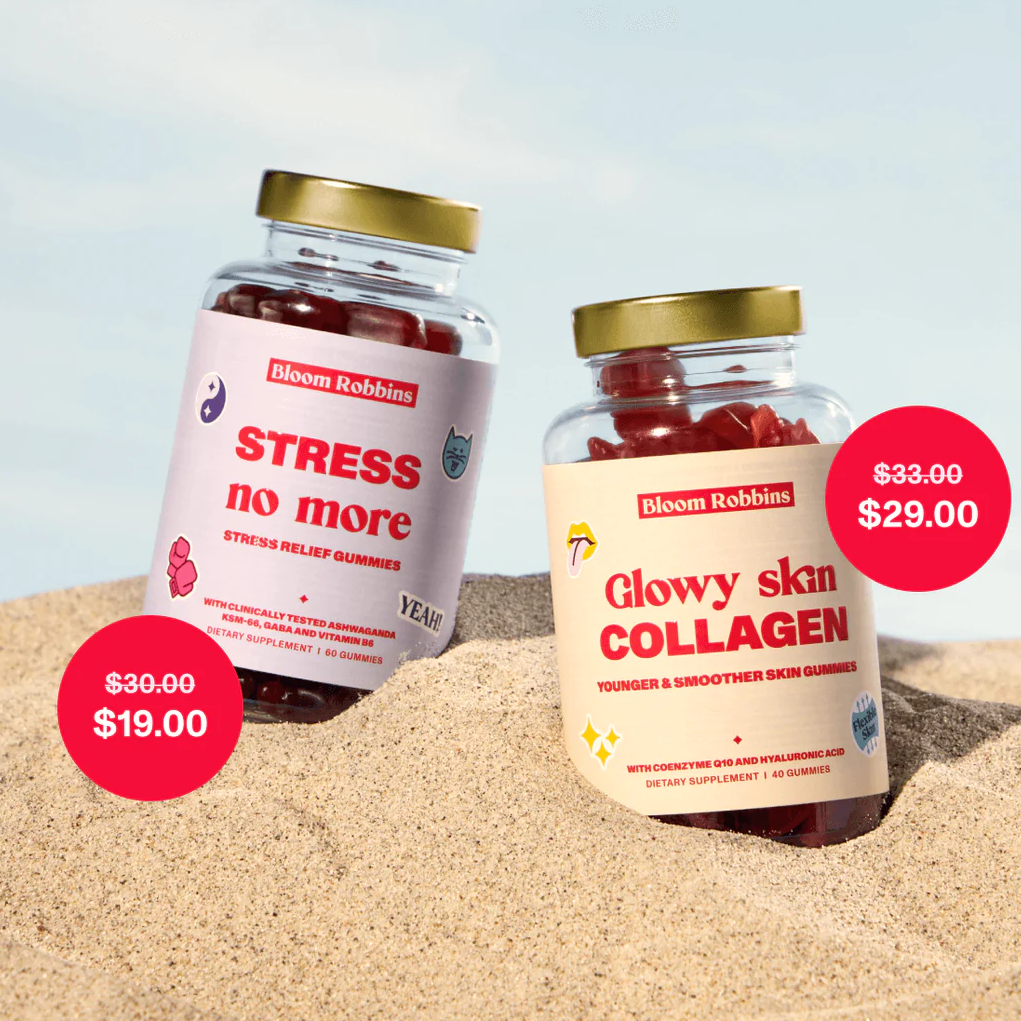 Bloom Robbins
STRESS
no more
STRESS RELIEF GUMMIES
WITH CLINICALLY TESTED ASHWAGANDA
KSM-66, GABA AND VITAMIN B6
DIETARY SUPPLEMENT | 60 GUMMIES
YEAH!
$30.00
$19.00
Bloom Robbins
Glowy skin
COLLAGEN
YOUNGER & SMOOTHER SKIN GUMMIES
Flexible
Skin
WITH COENZYME Q10 AND HYALURONIC ACID
DIETARY SUPPLEMENT | 40 GUMMIES
$33.00
$29.00